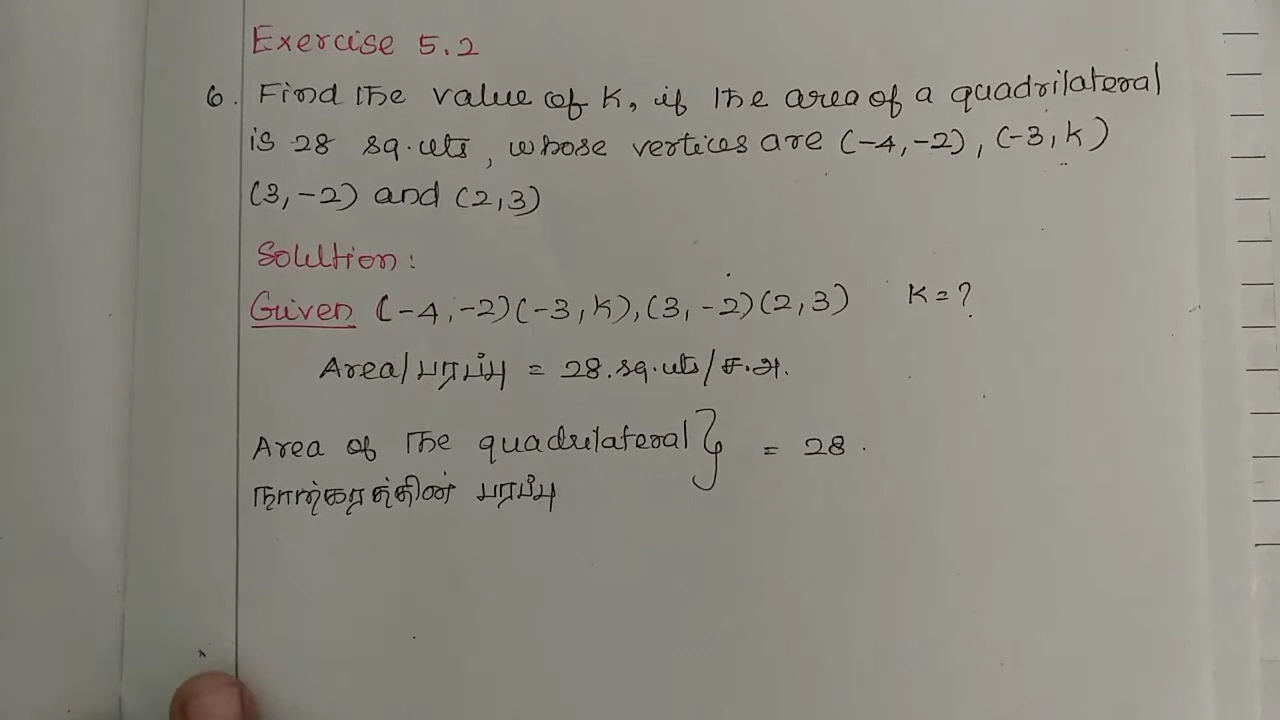 Exercise 5.2
6. Find the value of K, if the area of a quadrilateral
is 28 sq.uts, whose vertices are (-4,-2), (-3,k)
(3,-2) and (2,3)
Solution:
Given (-4,-2)(-3,K),(3,-2)(2,3) K=?
Area/பரப்பு = 28.sq.uts/ச.அ.
Area of the quadrilateral } = 28.
நாற்கரத்தின் பரப்பு